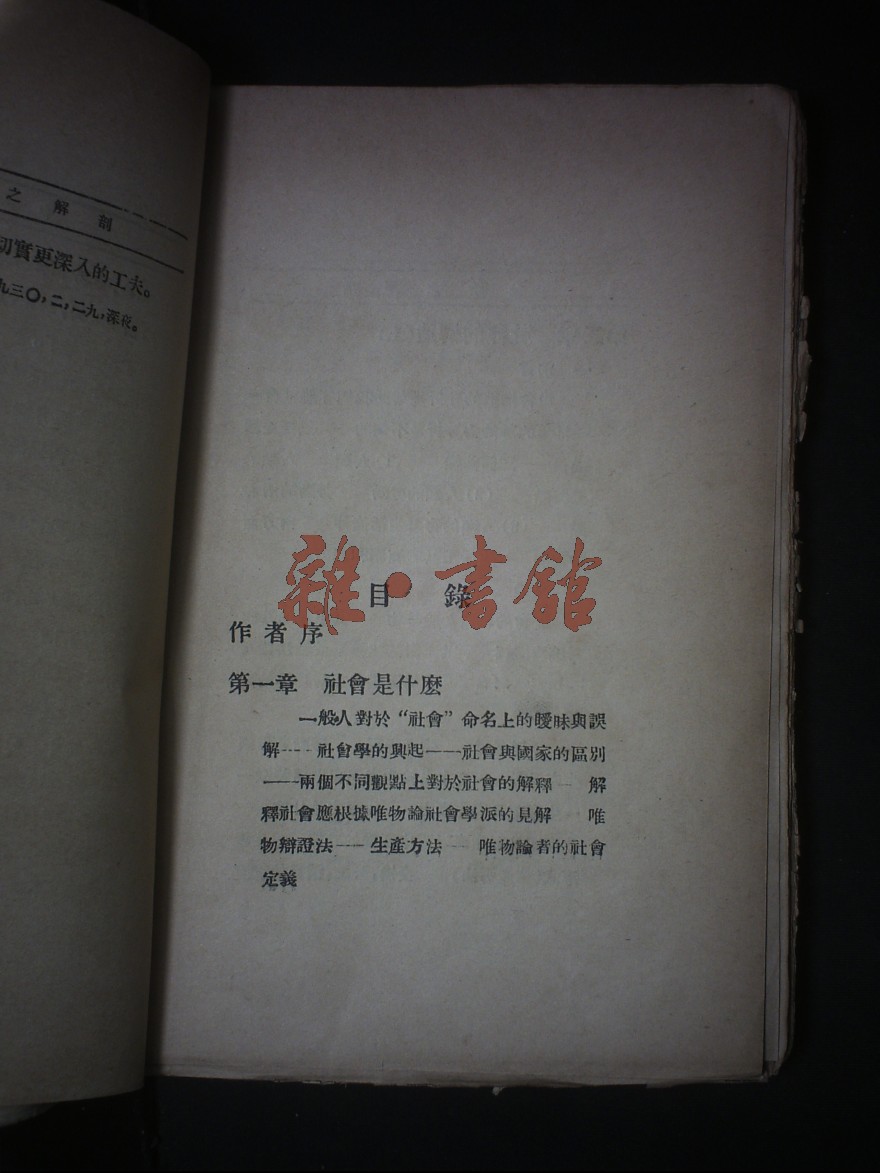 之解剖
切實更深入的工夫。
九三〇，二，二九，深夜。
雜·書館
目錄
作者序
第一章 社會是什麽
一般人對於“社會”命名上的曖昧與誤
解——社會學的興起——社會與國家的區別
——兩個不同觀點上對於社會的解釋—解
釋社會應根據唯物論社會學派的見解 唯
物辯證法——生產方法—唯物論者的社會
定義